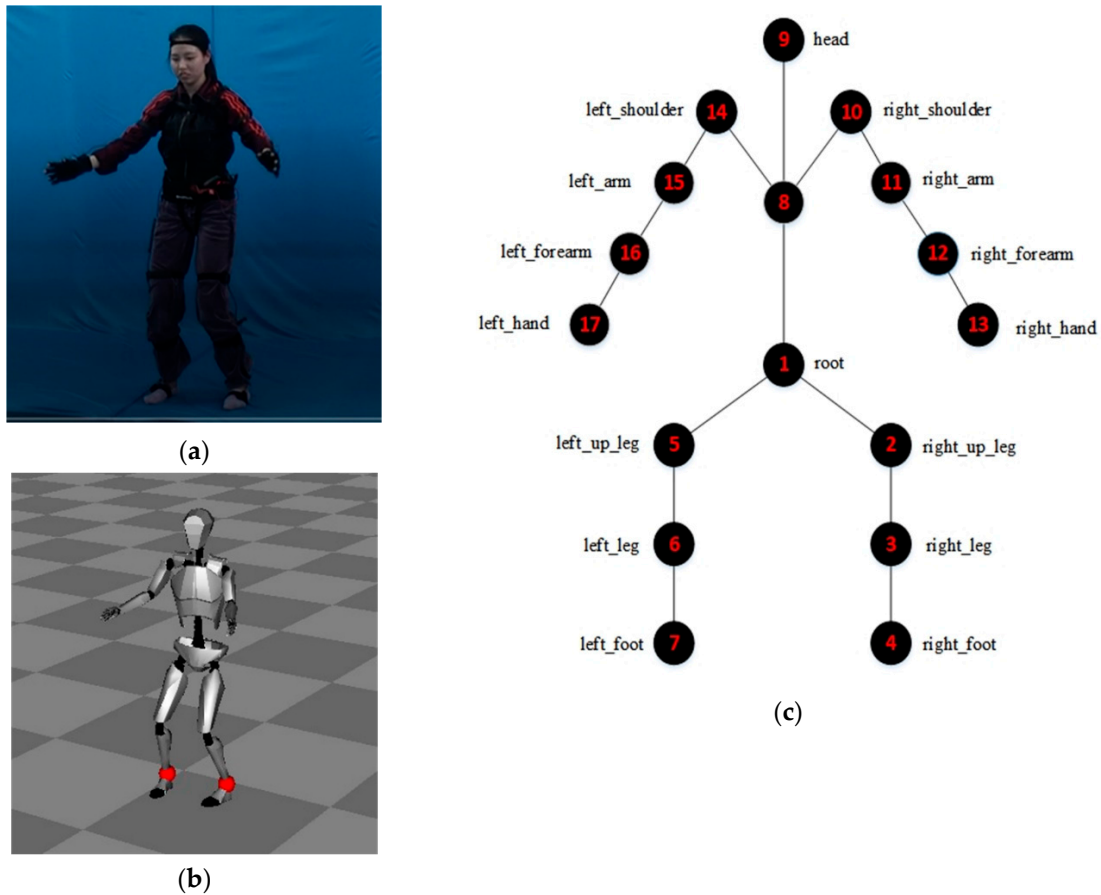 9 head
left_shoulder 14 10 right_shoulder
left_arm 15 11 right_arm
8
left_forearm 16 12 right_forearm
left_hand 17 13 right_hand
1 root
(a)
left_up_leg 5 2 right_up_leg
left_leg 6 3 right_leg
left_foot 7 4 right_foot
(c)
(b)